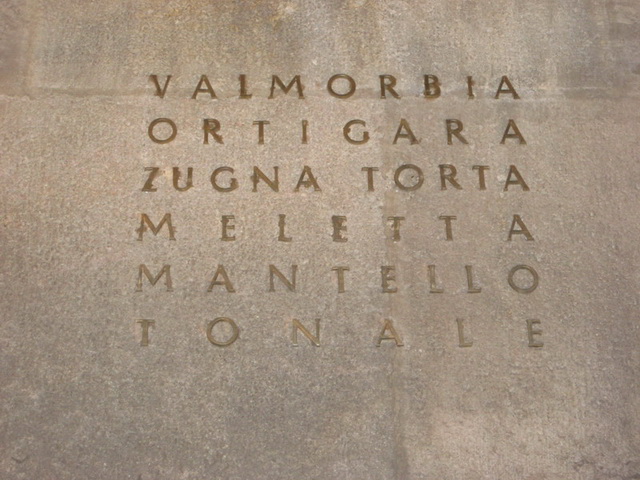 VALMORBIA
ORTIGARA
ZUGNA TORTA
MELETTA
MANTELLO
TONALE